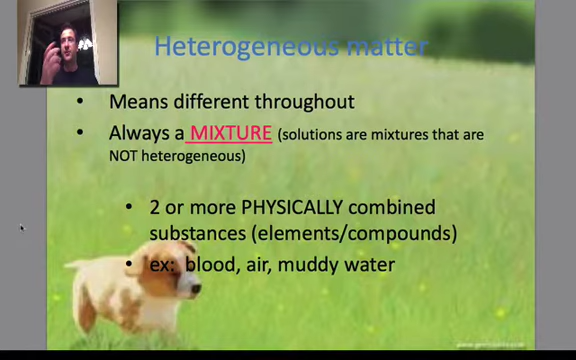 Heterogeneous matter
• Means different throughout
• Always a MIXTURE (solutions are mixtures that are
NOT heterogeneous)
• 2 or more PHYSICALLY combined
substances (elements/compounds)
• ex: blood, air, muddy water